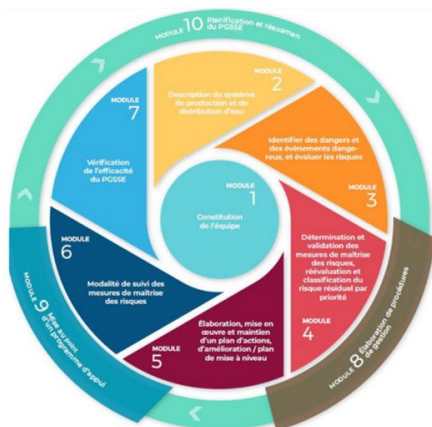 MODULE 10 Planification et réexamen
du PGSSE
MODULE
1
Constitution
de l'équipe
MODULE
2
Description du système
de production et de
distribution d'eau
MODULE
3
Identifier des dangers et
des événements dange-
reux, et évaluer les risques
MODULE
4
Détermination et
validation des
mesures de maîtrise
des risques,
réévaluation et
classification du
risque résiduel par
priorité
MODULE
5
Élaboration, mise en
œuvre et maintien
d'un plan d'actions,
d'amélioration / plan
de mise à niveau
MODULE
6
Modalité de suivi des
mesures de maîtrise
des risques
MODULE
7
Vérification
de l'efficacité
du PGSSE
MODULE 8 Élaboration de procédures
de gestion
MODULE 9 Mise au point
d'un programme d'appui